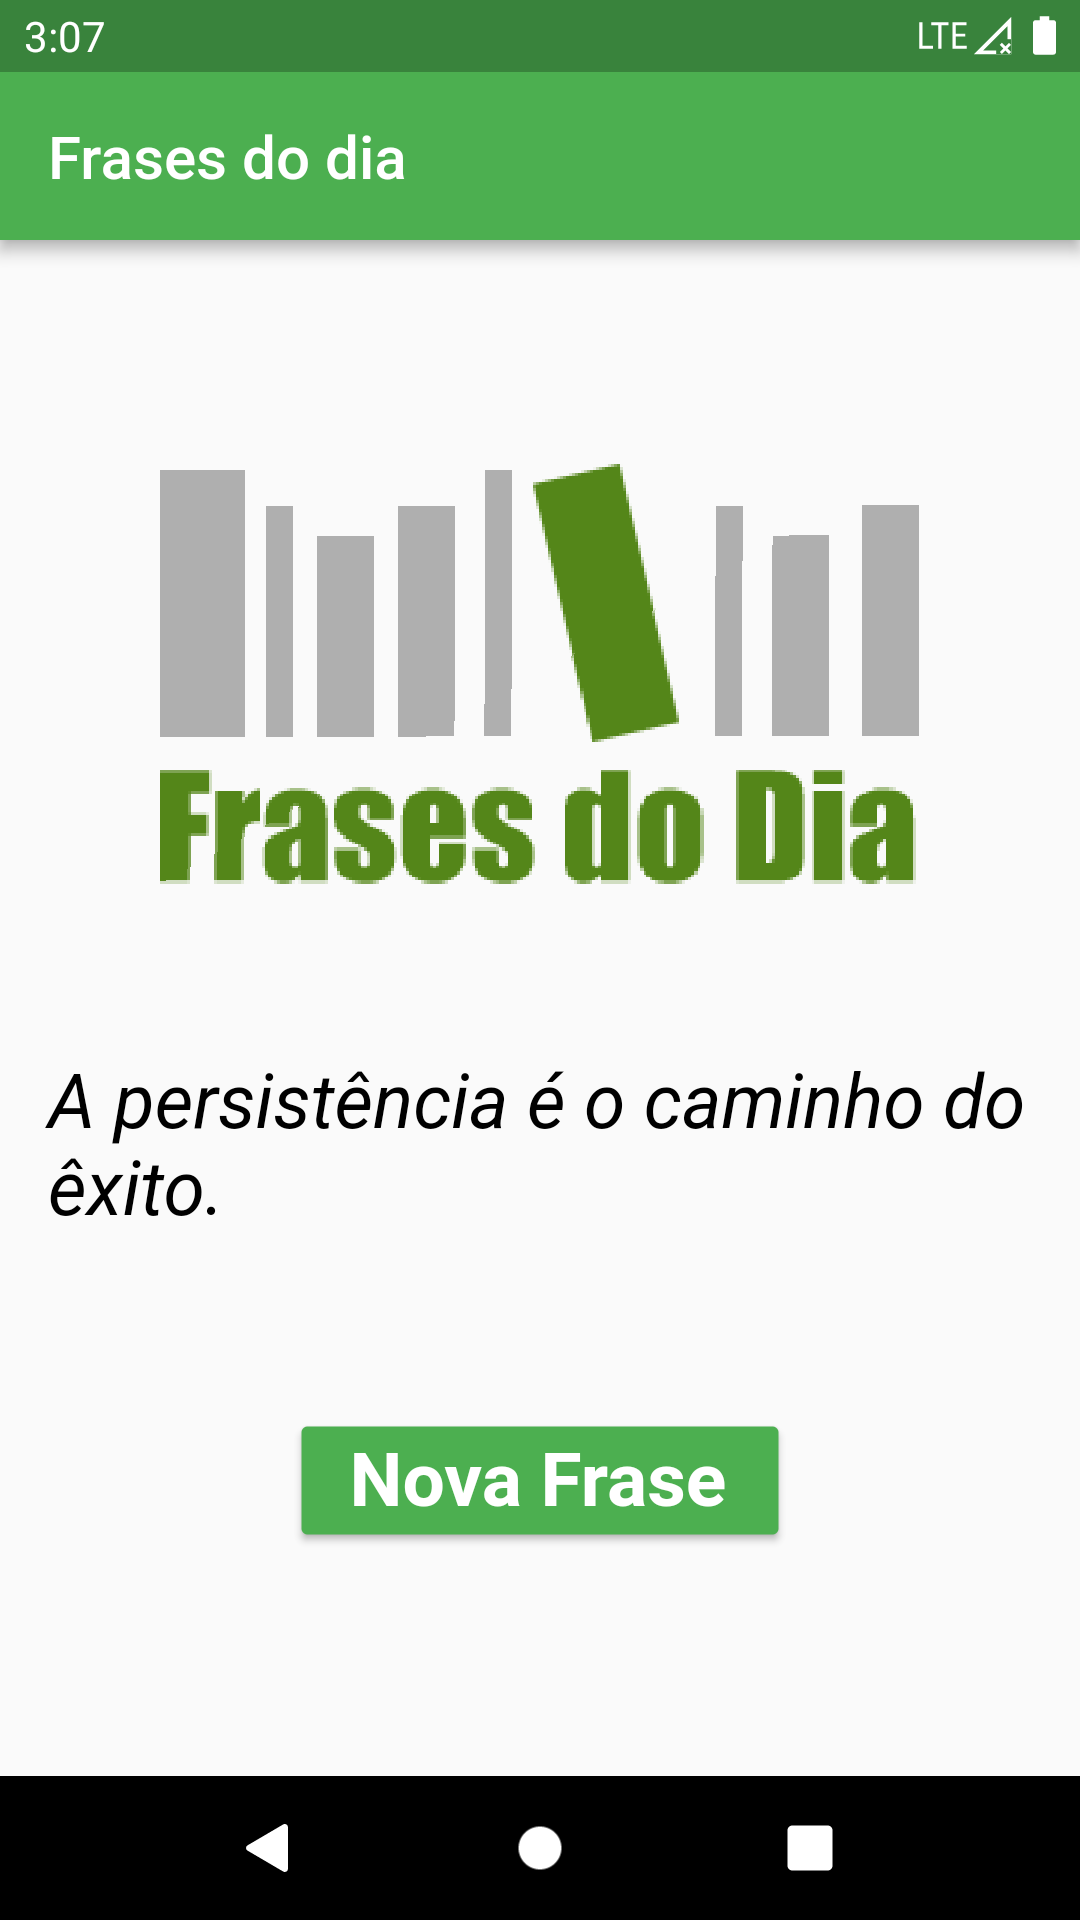 3:07 LTE
Frases do dia
Frases do Dia
A persistência é o caminho do
êxito.
Nova Frase